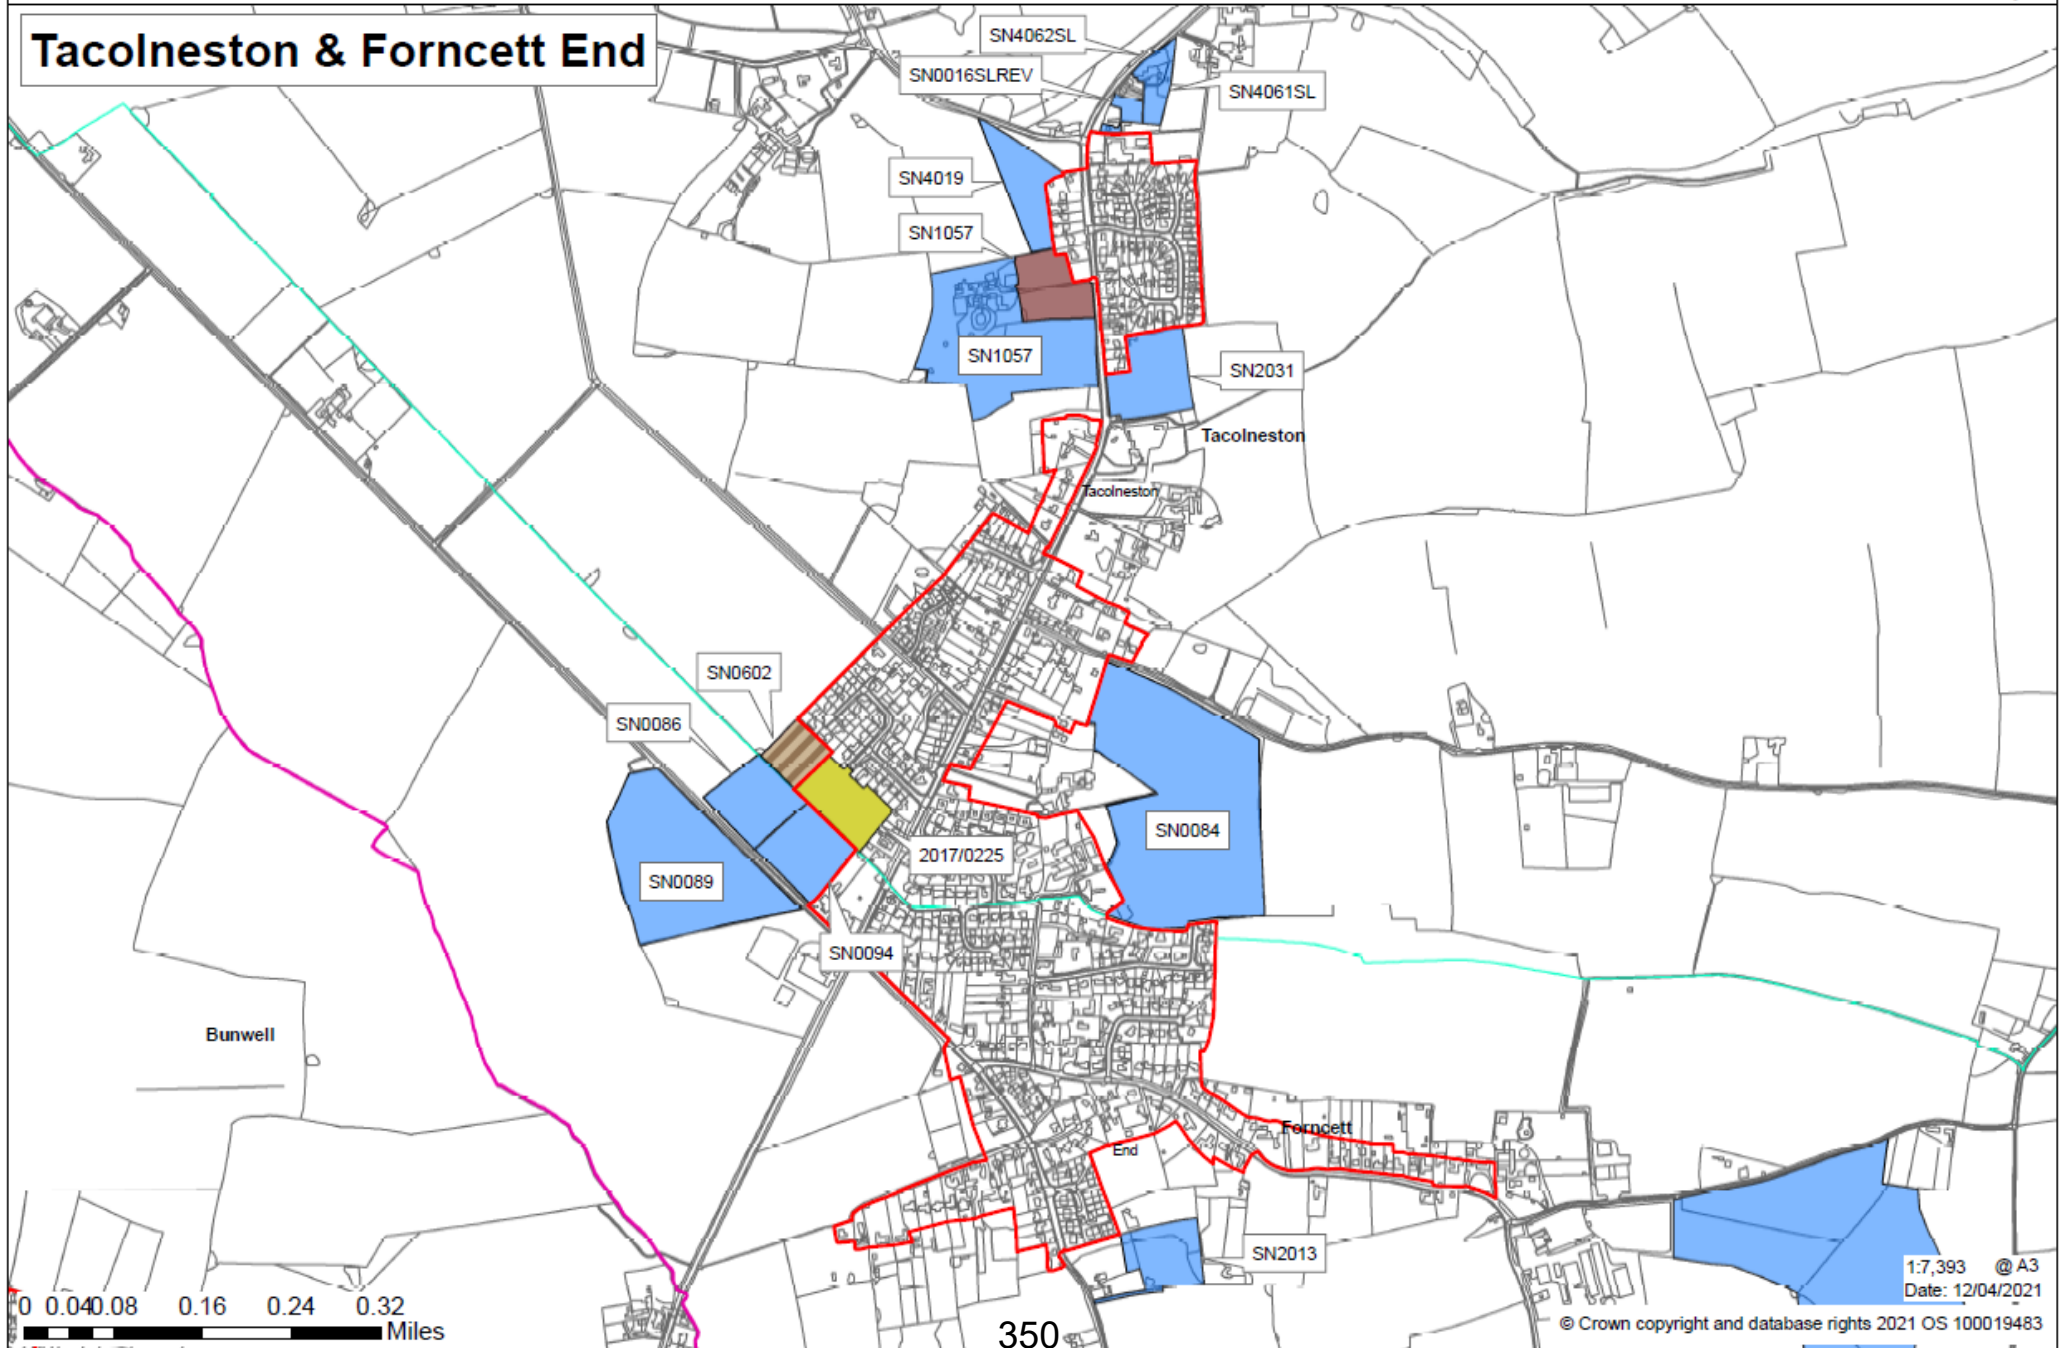 Tacolneston & Forncett End
SN4062SL
SN0016SLREV
SN4061SL
SN4019
SN1057
SN1057
SN2031
Tacolneston
Tacolneston
SN0602
SN0086
SN0084
2017/0225
SN0089
SN0094
Bunwell
Forncett
End
SN2013
1:7,393 @ A3
Date: 12/04/2021
0 0.04 0.08 0.16 0.24 0.32
Miles
© Crown copyright and database rights 2021 OS 100019483
350